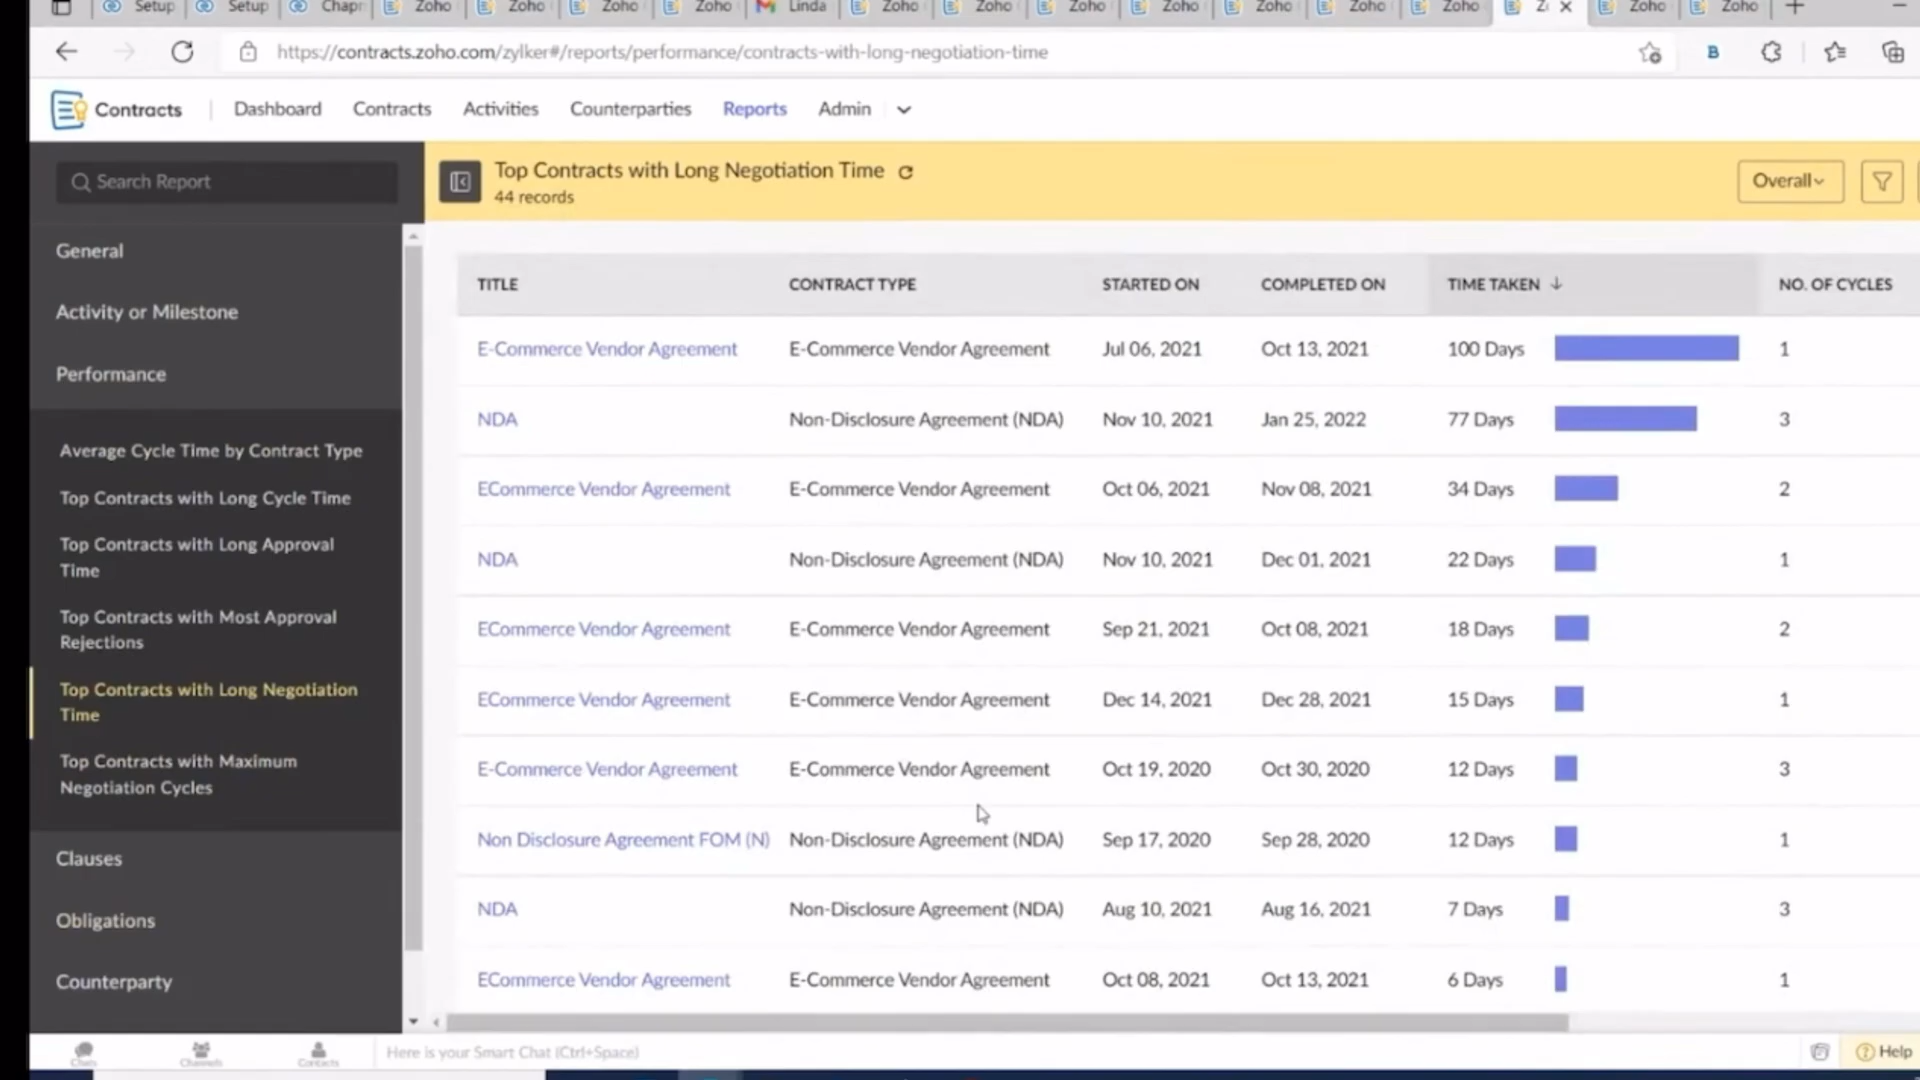 Setup Setup Chapr Zoho Zoho Zoho Zoho Linda Zoho Zoho Zoho Zoho Zoho Zoho Zoho Zoho Zoho
https://contracts.zoho.com/zylker#/reports/performance/contracts-with-long-negotiation-time
Contracts Dashboard Contracts Activities Counterparties Reports Admin
Search Report
Top Contracts with Long Negotiation Time
44 records
Overall
General
Activity or Milestone
Performance
Average Cycle Time by Contract Type
Top Contracts with Long Cycle Time
Top Contracts with Long Approval
Time
Top Contracts with Most Approval
Rejections
Top Contracts with Long Negotiation
Time
Top Contracts with Maximum
Negotiation Cycles
Clauses
Obligations
Counterparty
TITLE CONTRACT TYPE STARTED ON COMPLETED ON TIME TAKEN ↓ NO. OF CYCLES
E-Commerce Vendor Agreement E-Commerce Vendor Agreement Jul 06, 2021 Oct 13, 2021 100 Days 1
NDA Non-Disclosure Agreement (NDA) Nov 10, 2021 Jan 25, 2022 77 Days 3
ECommerce Vendor Agreement E-Commerce Vendor Agreement Oct 06, 2021 Nov 08, 2021 34 Days 2
NDA Non-Disclosure Agreement (NDA) Nov 10, 2021 Dec 01, 2021 22 Days 1
ECommerce Vendor Agreement E-Commerce Vendor Agreement Sep 21, 2021 Oct 08, 2021 18 Days 2
ECommerce Vendor Agreement E-Commerce Vendor Agreement Dec 14, 2021 Dec 28, 2021 15 Days 1
E-Commerce Vendor Agreement E-Commerce Vendor Agreement Oct 19, 2020 Oct 30, 2020 12 Days 3
Non Disclosure Agreement FOM (N) Non-Disclosure Agreement (NDA) Sep 17, 2020 Sep 28, 2020 12 Days 1
NDA Non-Disclosure Agreement (NDA) Aug 10, 2021 Aug 16, 2021 7 Days 3
ECommerce Vendor Agreement E-Commerce Vendor Agreement Oct 08, 2021 Oct 13, 2021 6 Days 1
Chats Channels Contacts Here is your Smart Chat (Ctrl+Space) Help